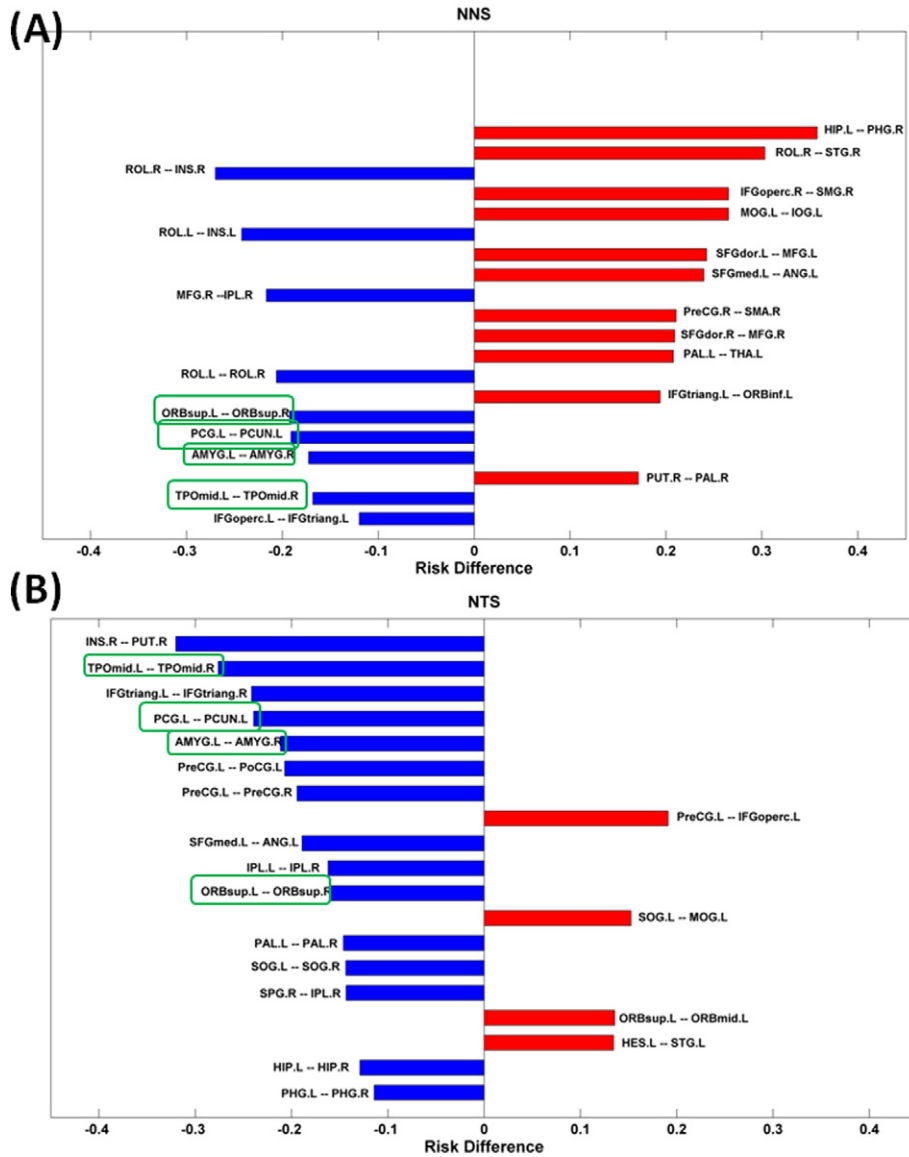 (A)
NNS
HIP.L -- PHG.R
ROL.R -- STG.R
ROL.R -- INS.R
IFGoperc.R -- SMG.R
MOG.L -- IOG.L
ROL.L -- INS.L
SFGdor.L -- MFG.L
SFGmed.L -- ANG.L
MFG.R --IPL.R
PreCG.R -- SMA.R
SFGdor.R -- MFG.R
PAL.L -- THA.L
ROL.L -- ROL.R
IFGtriang.L -- ORBinf.L
ORBsup.L -- ORBsup.R
PCG.L -- PCUN.L
AMYG.L -- AMYG.R
PUT.R -- PAL.R
TPOmid.L -- TPOmid.R
IFGoperc.L -- IFGtriang.L
-0.4 -0.3 -0.2 -0.1 0 0.1 0.2 0.3 0.4
Risk Difference
(B)
NTS
INS.R -- PUT.R
TPOmid.L -- TPOmid.R
IFGtriang.L -- IFGtriang.R
PCG.L -- PCUN.L
AMYG.L -- AMYG.R
PreCG.L -- PoCG.L
PreCG.L -- PreCG.R
PreCG.L -- IFGoperc.L
SFGmed.L -- ANG.L
IPL.L -- IPL.R
ORBsup.L -- ORBsup.R
SOG.L -- MOG.L
PAL.L -- PAL.R
SOG.L -- SOG.R
SPG.R -- IPL.R
ORBsup.L -- ORBmid.L
HES.L -- STG.L
HIP.L -- HIP.R
PHG.L -- PHG.R
-0.4 -0.3 -0.2 -0.1 0 0.1 0.2 0.3 0.4
Risk Difference